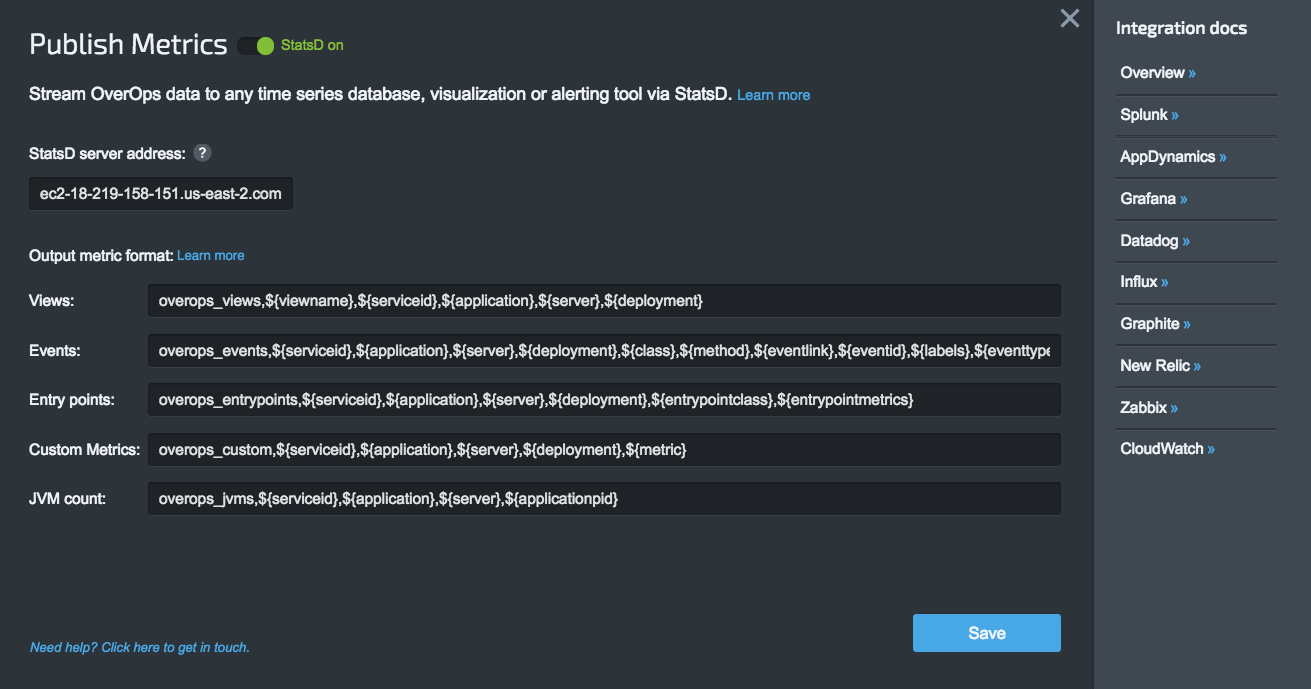 Publish Metrics StatsD on
Stream OverOps data to any time series database, visualization or alerting tool via StatsD. Learn more
StatsD server address: ?
ec2-18-219-158-151.us-east-2.com
Output metric format: Learn more
Views: overops_views,${viewname},${serviceid},${application},${server},${deployment}
Events: overops_events,${serviceid},${application},${server},${deployment},${class},${method},${eventlink},${eventid},${labels},${eventtype
Entry points: overops_entrypoints,${serviceid},${application},${server},${deployment},${entrypointclass},${entrypointmetrics}
Custom Metrics: overops_custom,${serviceid},${application},${server},${deployment},${metric}
JVM count: overops_jvms,${serviceid},${application},${server},${applicationpid}
Need help? Click here to get in touch.
Save
Integration docs
Overview »
Splunk »
AppDynamics »
Grafana »
Datadog »
Influx »
Graphite »
New Relic »
Zabbix »
CloudWatch »